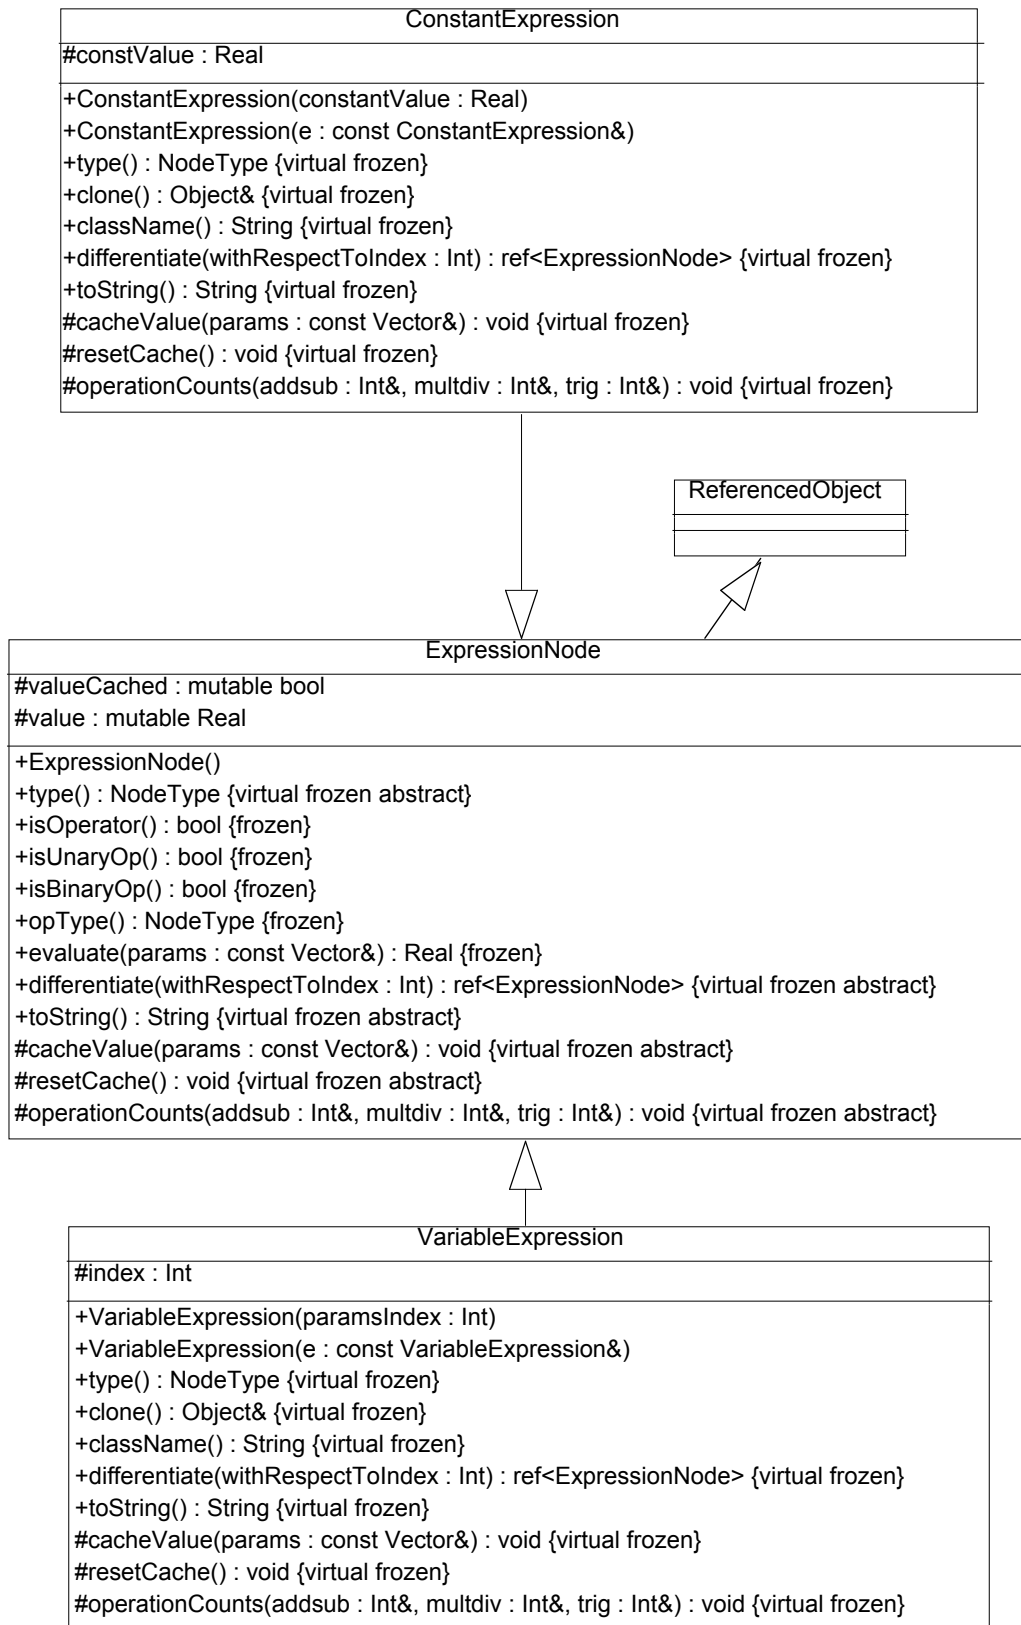 ConstantExpression
#constValue : Real
+ConstantExpression(constantValue : Real)
+ConstantExpression(e : const ConstantExpression&)
+type() : NodeType {virtual frozen}
+clone() : Object& {virtual frozen}
+className() : String {virtual frozen}
+differentiate(withRespectToIndex : Int) : ref<ExpressionNode> {virtual frozen}
+toString() : String {virtual frozen}
#cacheValue(params : const Vector&) : void {virtual frozen}
#resetCache() : void {virtual frozen}
#operationCounts(addsub : Int&, multdiv : Int&, trig : Int&) : void {virtual frozen}
ReferencedObject
ExpressionNode
#valueCached : mutable bool
#value : mutable Real
+ExpressionNode()
+type() : NodeType {virtual frozen abstract}
+isOperator() : bool {frozen}
+isUnaryOp() : bool {frozen}
+isBinaryOp() : bool {frozen}
+opType() : NodeType {frozen}
+evaluate(params : const Vector&) : Real {frozen}
+differentiate(withRespectToIndex : Int) : ref<ExpressionNode> {virtual frozen abstract}
+toString() : String {virtual frozen abstract}
#cacheValue(params : const Vector&) : void {virtual frozen abstract}
#resetCache() : void {virtual frozen abstract}
#operationCounts(addsub : Int&, multdiv : Int&, trig : Int&) : void {virtual frozen abstract}
VariableExpression
#index : Int
+VariableExpression(paramsIndex : Int)
+VariableExpression(e : const VariableExpression&)
+type() : NodeType {virtual frozen}
+clone() : Object& {virtual frozen}
+className() : String {virtual frozen}
+differentiate(withRespectToIndex : Int) : ref<ExpressionNode> {virtual frozen}
+toString() : String {virtual frozen}
#cacheValue(params : const Vector&) : void {virtual frozen}
#resetCache() : void {virtual frozen}
#operationCounts(addsub : Int&, multdiv : Int&, trig : Int&) : void {virtual frozen}